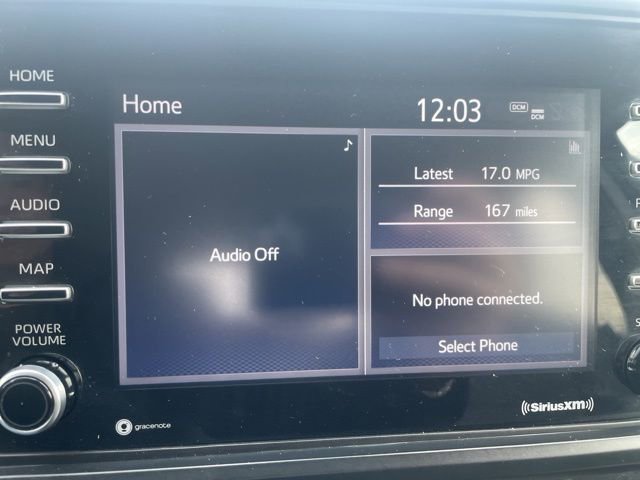 HOME
MENU
AUDIO
MAP
POWER
VOLUME
Home
12:03
DCM
DCM
Audio Off
Latest 17.0 MPG
Range 167 miles
No phone connected.
Select Phone
gracenote
((SiriusXM))